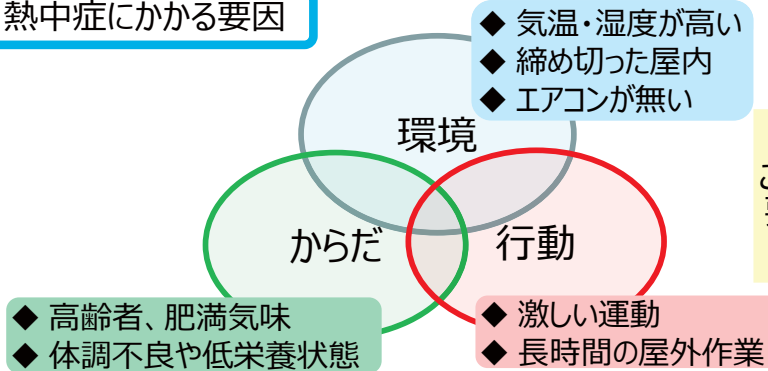 熱中症にかかる要因
◆ 気温・湿度が高い
◆ 締め切った屋内
◆ エアコンが無い
環境
からだ
行動
◆ 高齢者、肥満気味
◆ 体調不良や低栄養状態
◆ 激しい運動
◆ 長時間の屋外作業